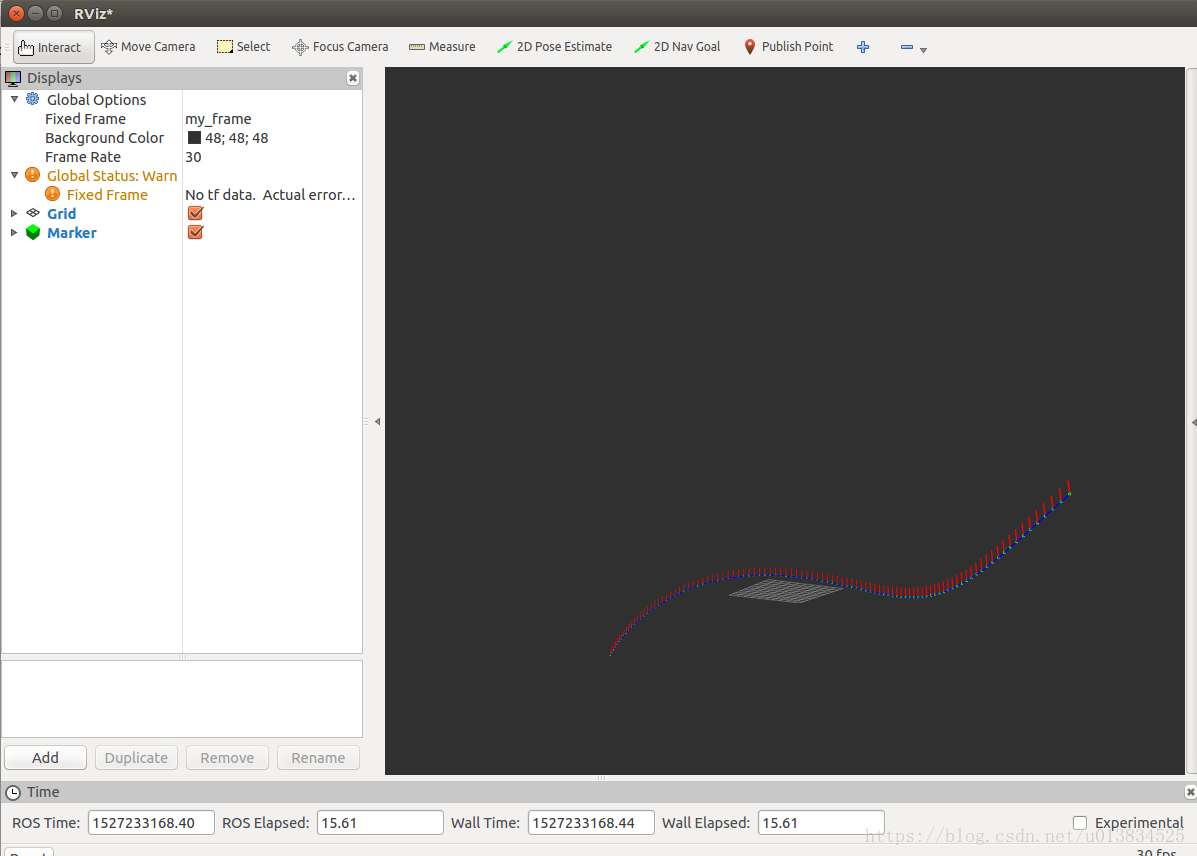 RViz*
Interact Move Camera Select Focus Camera Measure 2D Pose Estimate 2D Nav Goal Publish Point
Displays
Global Options
Fixed Frame my_frame
Background Color 48; 48; 48
Frame Rate 30
Global Status: Warn
Fixed Frame No tf data. Actual error...
Grid
Marker
Add Duplicate Remove Rename
Time
ROS Time: 1527233168.40 ROS Elapsed: 15.61 Wall Time: 1527233168.44 Wall Elapsed: 15.61 Experimental
https://blog.csdn.net/u013834525
30 fps